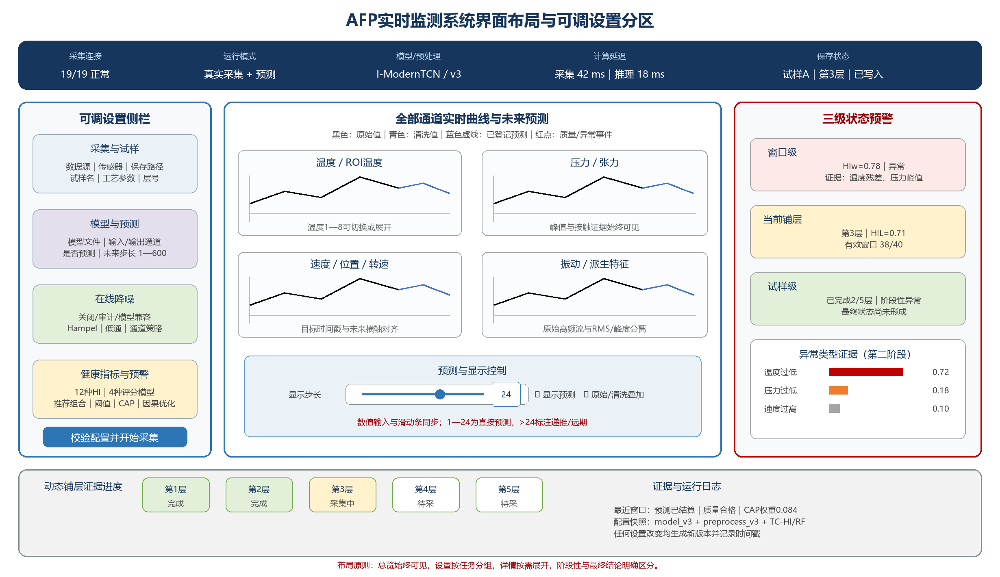 AFP实时监测系统界面布局与可调设置分区
采集连接
19/19 正常
运行模式
真实采集 + 预测
模型/预处理
I-ModernTCN / v3
计算延迟
采集 42 ms | 推理 18 ms
保存状态
试样A | 第3层 | 已写入
可调设置侧栏
采集与试样
数据源 | 传感器 | 保存路径
试样名 | 工艺参数 | 层号
模型与预测
模型文件 | 输入/输出通道
是否预测 | 未来步长 1—600
在线降噪
关闭/审计/模型兼容
Hampel | 低通 | 通道策略
健康指标与预警
12种HI | 4种评分模型
推荐组合 | 阈值 | CAP | 因果优化
校验配置并开始采集
全部通道实时曲线与未来预测
黑色：原始值 | 青色：清洗值 | 蓝色虚线：已登记预测 | 红点：质量/异常事件
温度 / ROI温度
温度1—8可切换或展开
压力 / 张力
峰值与接触证据始终可见
速度 / 位置 / 转速
目标时间戳与未来横轴对齐
振动 / 派生特征
原始高频流与RMS/峰度分离
预测与显示控制
显示步长
24
显示预测
原始/清洗叠加
数值输入与滑动条同步；1—24为直接预测，>24标注递推/远期
三级状态预警
窗口级
HIw=0.78 | 异常
证据：温度残差、压力峰值
当前铺层
第3层 | HIL=0.71
有效窗口 38/40
试样级
已完成2/5层 | 阶段性异常
最终状态尚未形成
异常类型证据（第二阶段）
温度过低 0.72
压力过低 0.18
速度过高 0.10
动态铺层证据进度
第1层
完成
第2层
完成
第3层
采集中
第4层
待采
第5层
待采
证据与运行日志
最近窗口：预测已结算 | 质量合格 | CAP权重0.084
配置快照：model_v3 + preprocess_v3 + TC-HI/RF
任何设置改变均生成新版本并记录时间戳
布局原则：总览始终可见，设置按任务分组，详情按需展开，阶段性与最终结论明确区分。